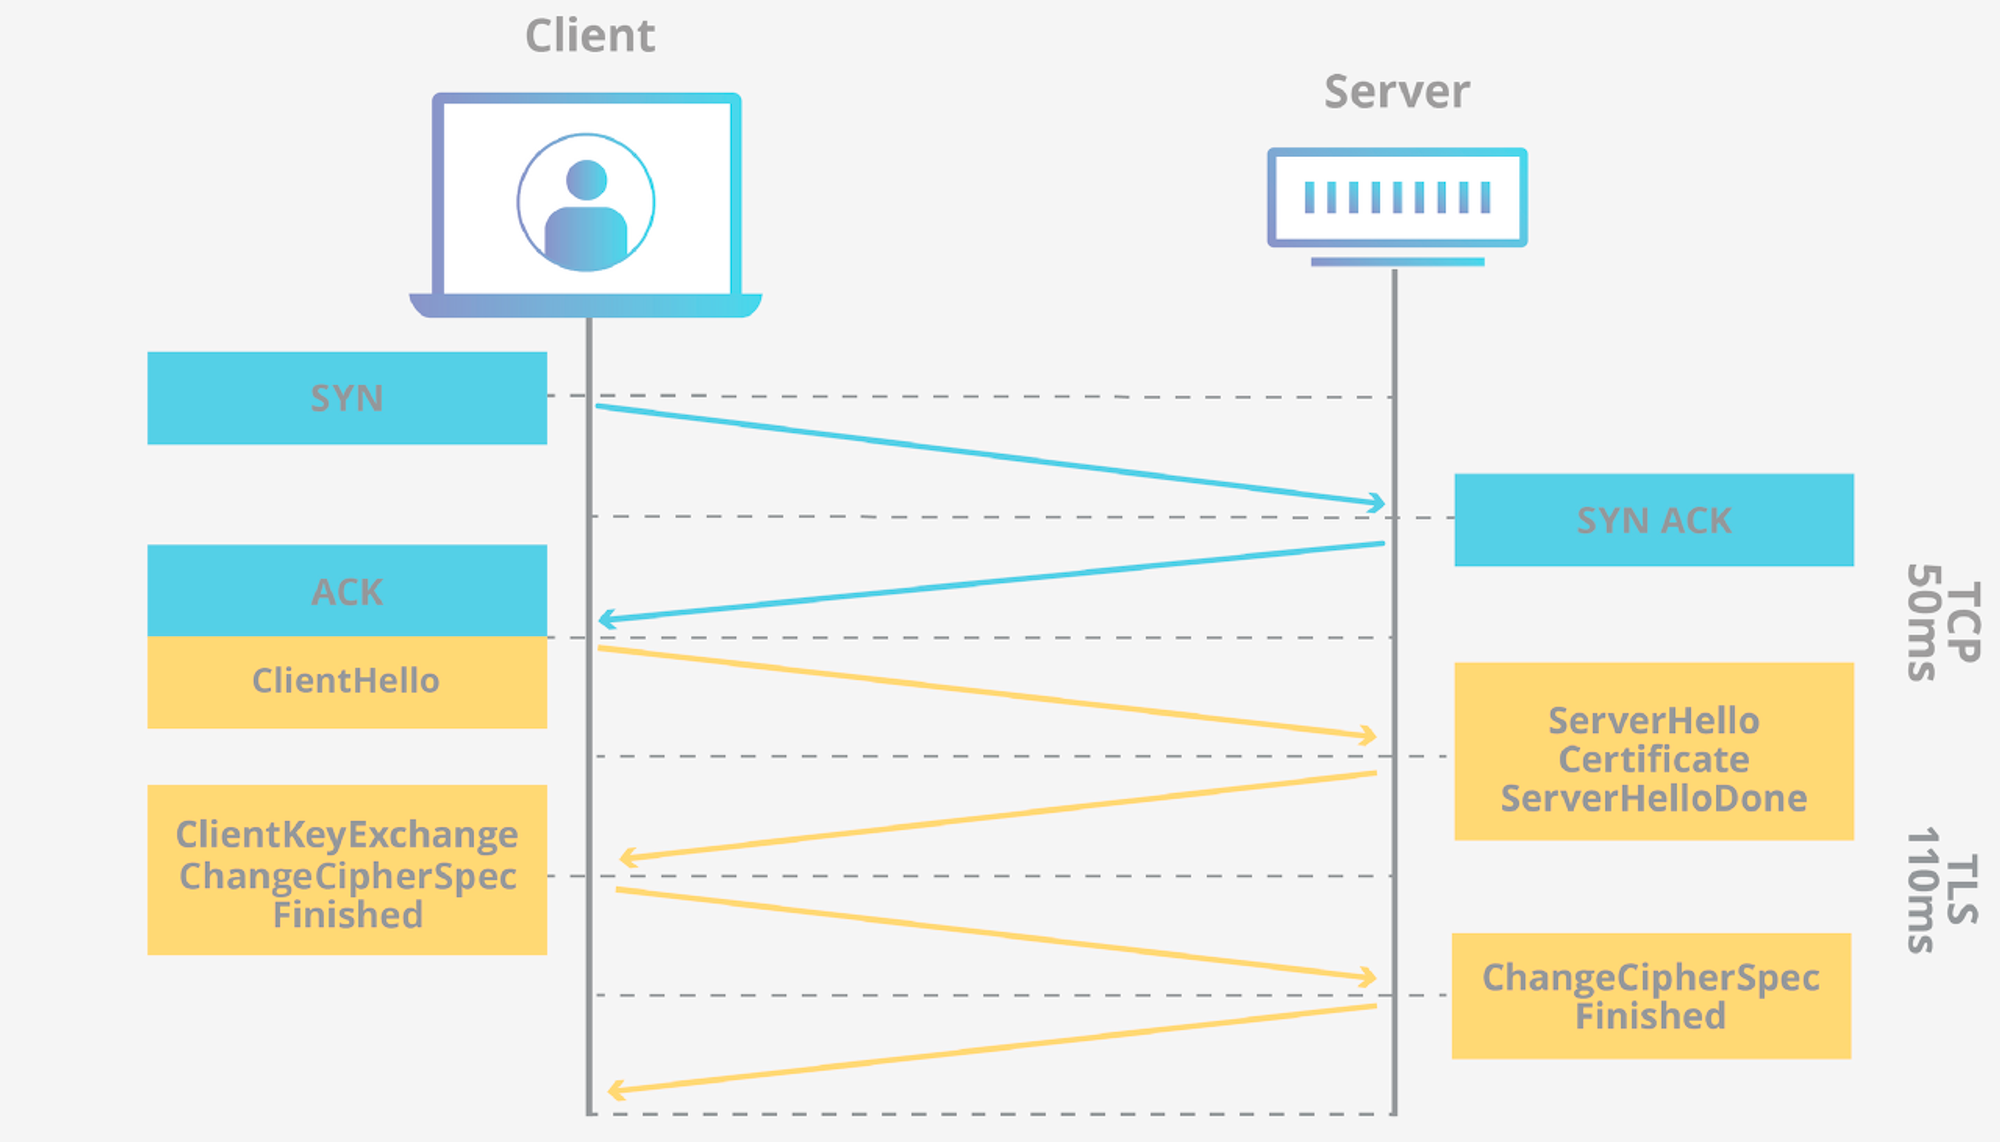 Client
Server
SYN
SYN ACK
ACK
ClientHello
TCP
50ms
ServerHello
Certificate
ServerHelloDone
ClientKeyExchange
ChangeCipherSpec
Finished
TLS
110ms
ChangeCipherSpec
Finished